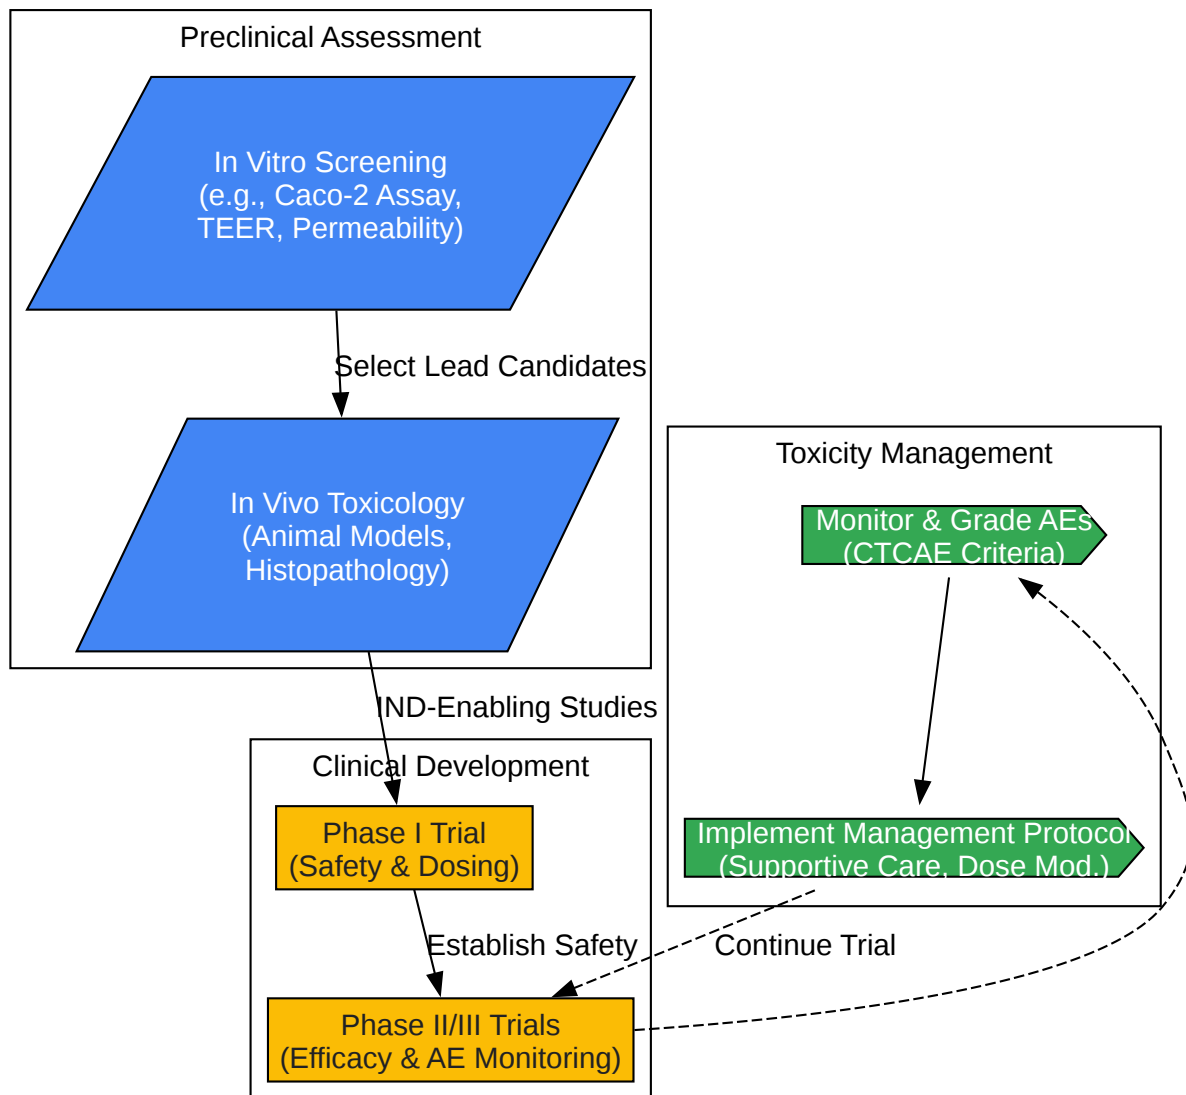 Preclinical Assessment
In Vitro Screening
(e.g., Caco-2 Assay,
TEER, Permeability)
Select Lead Candidates
In Vivo Toxicology
(Animal Models,
Histopathology)
IND-Enabling Studies
Clinical Development
Phase I Trial
(Safety & Dosing)
Establish Safety
Phase II/III Trials
(Efficacy & AE Monitoring)
Toxicity Management
Monitor & Grade AEs
(CTCAE Criteria)
Implement Management Protocol
(Supportive Care, Dose Mod.)
Continue Trial